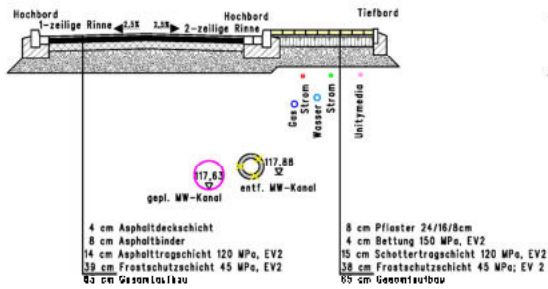 Hochbord
Hochbord
Tiefbord
1-zeilige Rinne
2,5%
2,5%
2-zeilige Rinne
Gas
Strom
Wasser
Strom
Unitymedia
117.63
gepl. MW-Kanal
117.88
entf. MW-Kanal
4 cm Asphaltdeckschicht
8 cm Asphaltbinder
14 cm Asphalttragschicht 120 MPa, EV2
39 cm Frostschutzschicht 45 MPa, EV2
cm Gesamtaufbau
8 cm Pflaster 24/16/8cm
4 cm Bettung 150 MPa, EV2
15 cm Schottertragschicht 120 MPa, EV2
38 cm Frostschutzschicht 45 MPa; EV 2
65 cm Gesamtaufbau